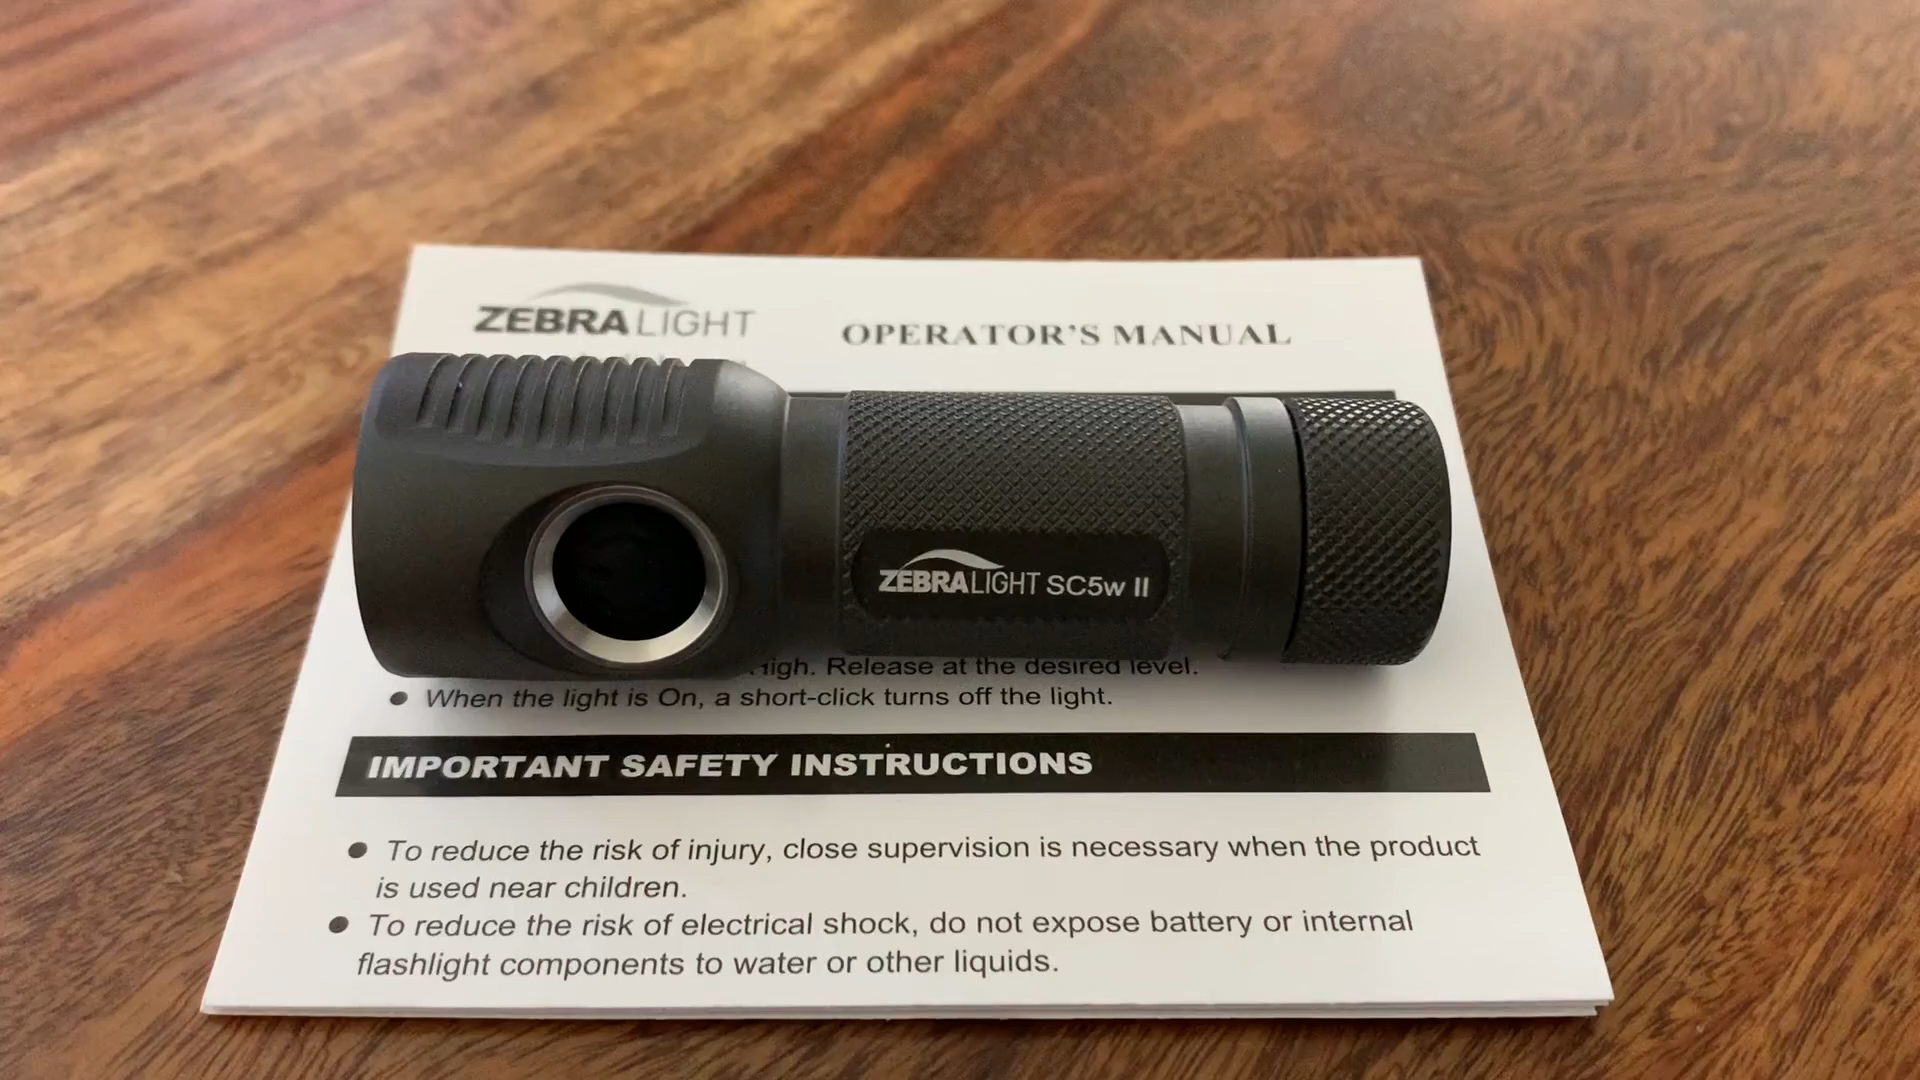 ZEBRALIGHT
OPERATOR'S MANUAL
ZEBRALIGHT SC5w II
High. Release at the desired level.
● When the light is On, a short-click turns off the light.
IMPORTANT SAFETY INSTRUCTIONS
● To reduce the risk of injury, close supervision is necessary when the product
is used near children.
● To reduce the risk of electrical shock, do not expose battery or internal
flashlight components to water or other liquids.